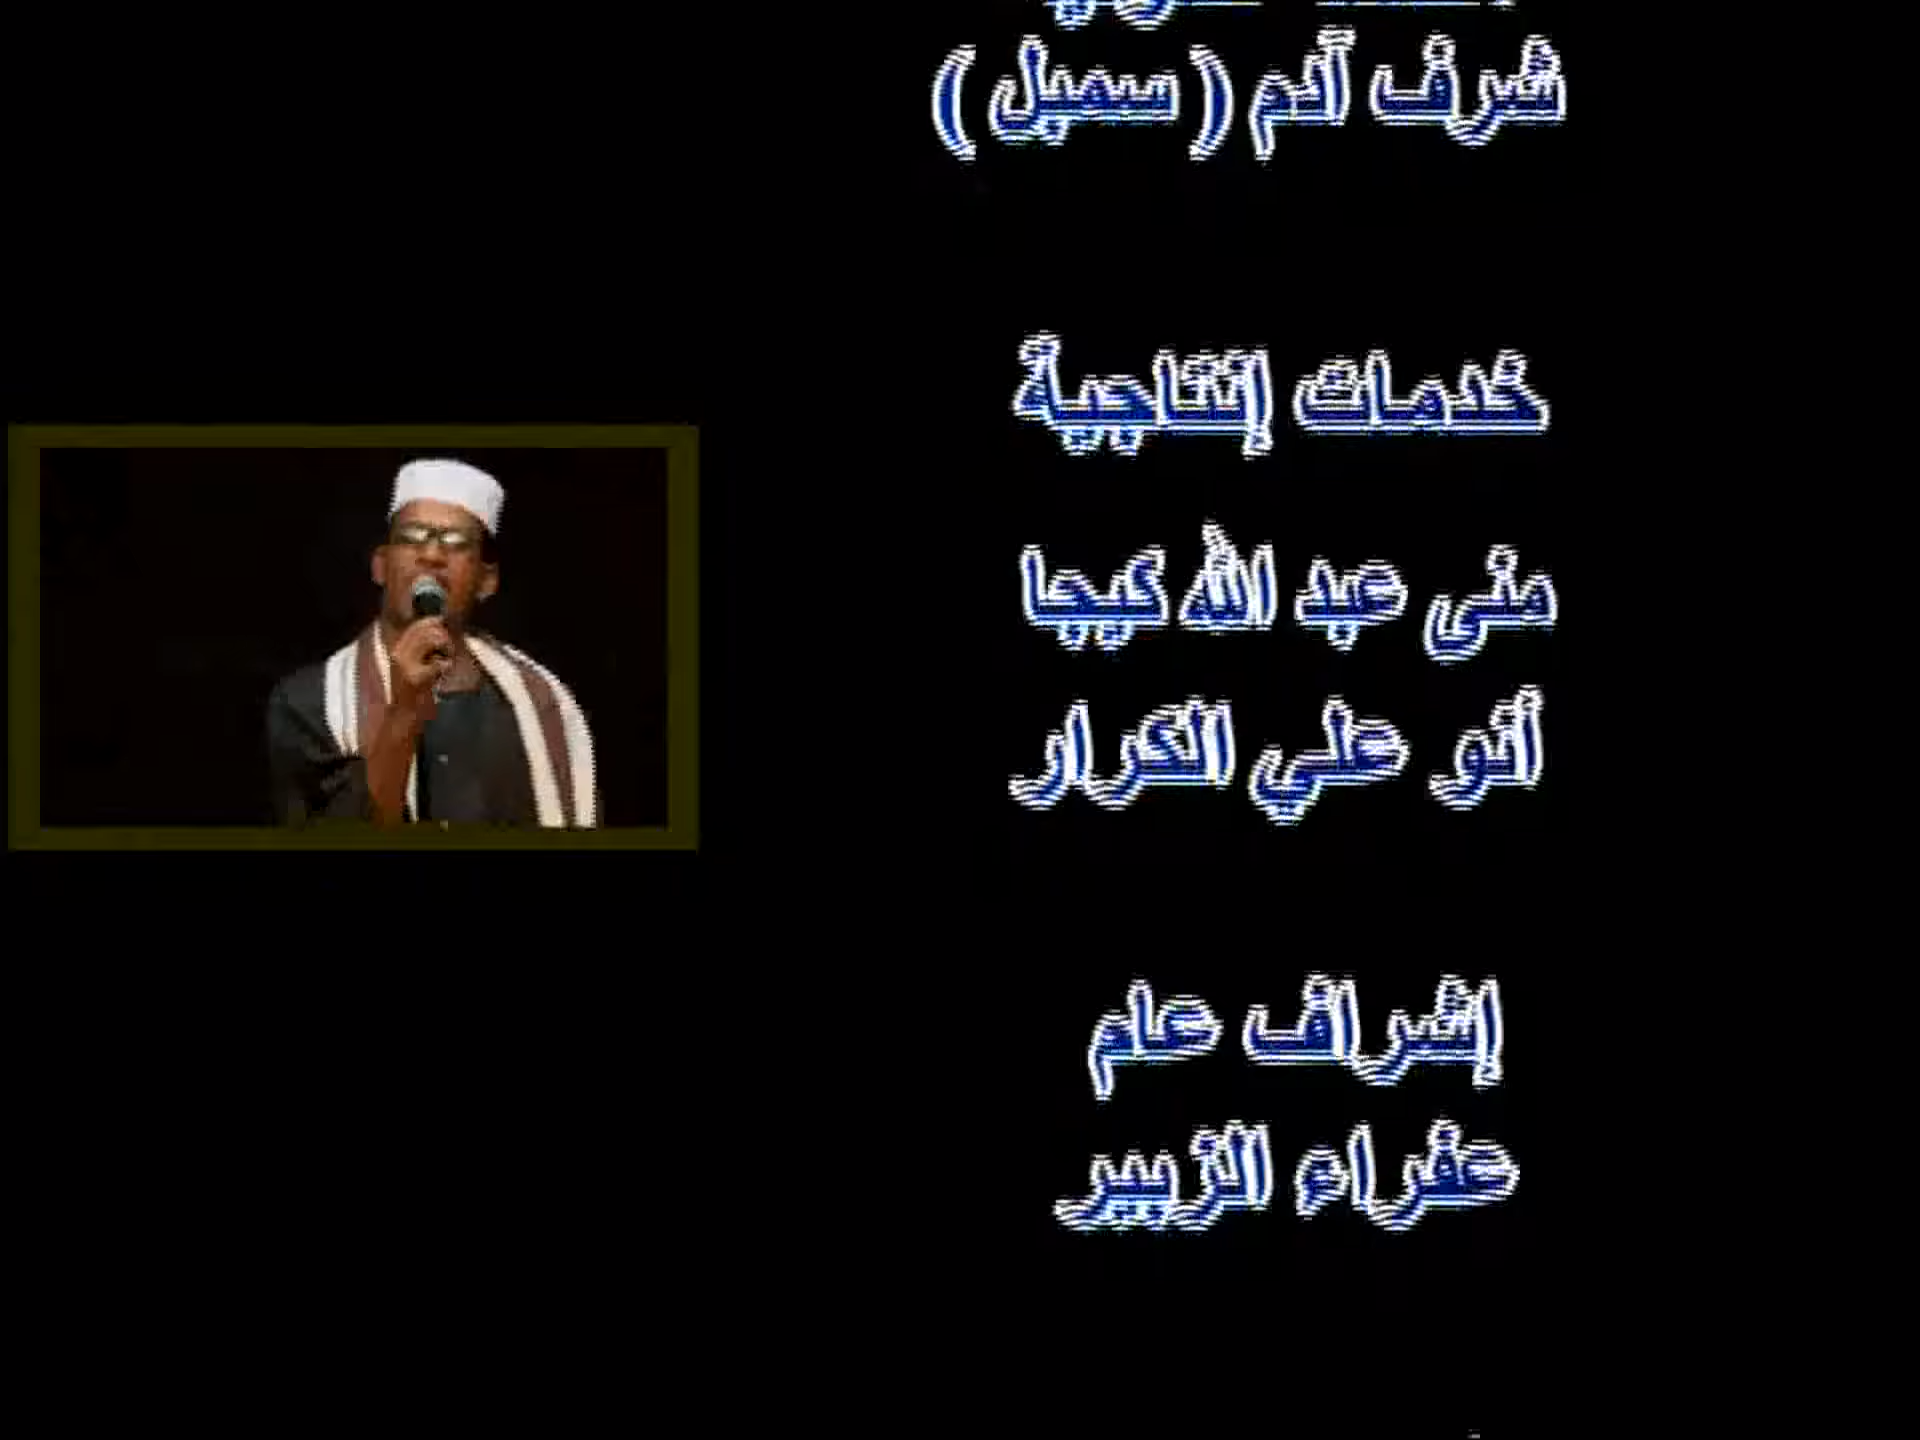 شرف آدم ( سمبل )
خدمات إنتاجية
منى عبد الله كيجا
أنو علي الكرار
إشراف عام
عفراء الزبير